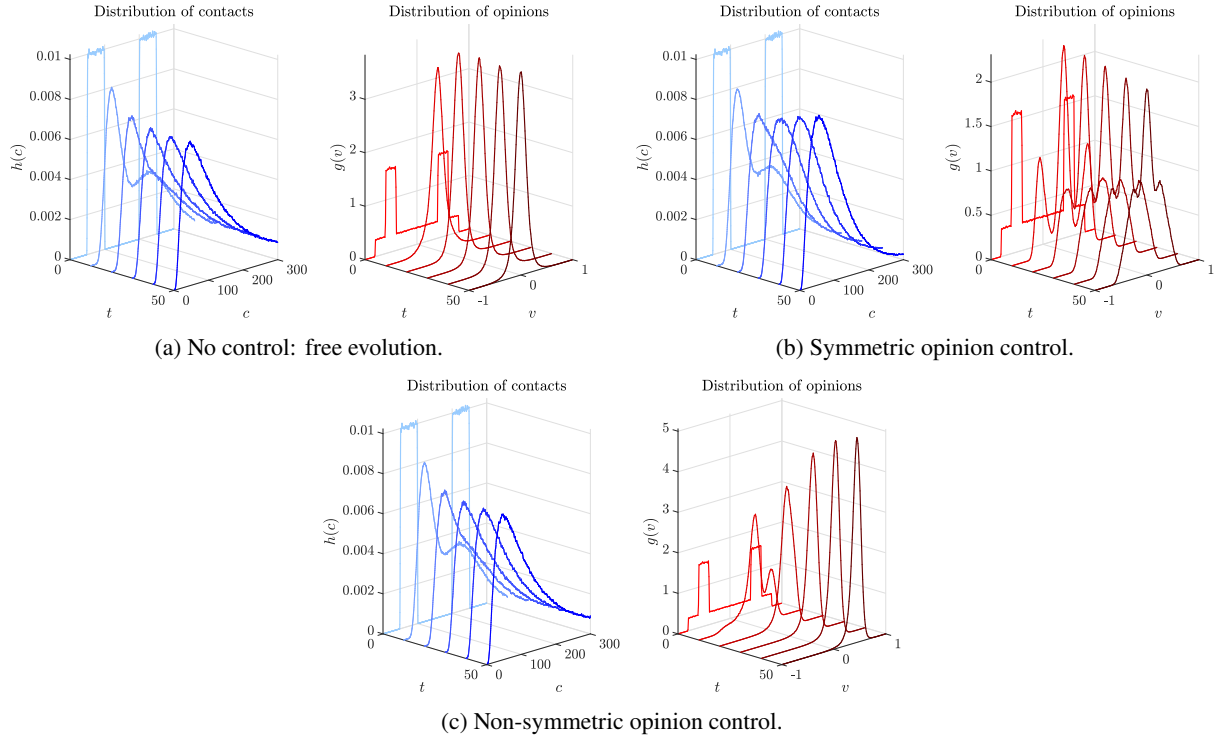 Distribution of contacts
Distribution of opinions
Distribution of contacts
Distribution of opinions
0.01
0.008
0.006
0.004
0.002
0
h(c)
0
50
t
0
100
200
300
c
3
2
1
0
g(v)
0
50
t
-1
0
1
v
0.01
0.008
0.006
0.004
0.002
0
h(c)
0
50
t
0
100
200
300
c
2
1.5
1
0.5
0
g(v)
0
50
t
-1
0
1
v
(a) No control: free evolution.
(b) Symmetric opinion control.
Distribution of contacts
Distribution of opinions
0.01
0.008
0.006
0.004
0.002
0
h(c)
0
50
t
0
100
200
300
c
5
4
3
2
1
0
g(v)
0
50
t
-1
0
1
v
(c) Non-symmetric opinion control.